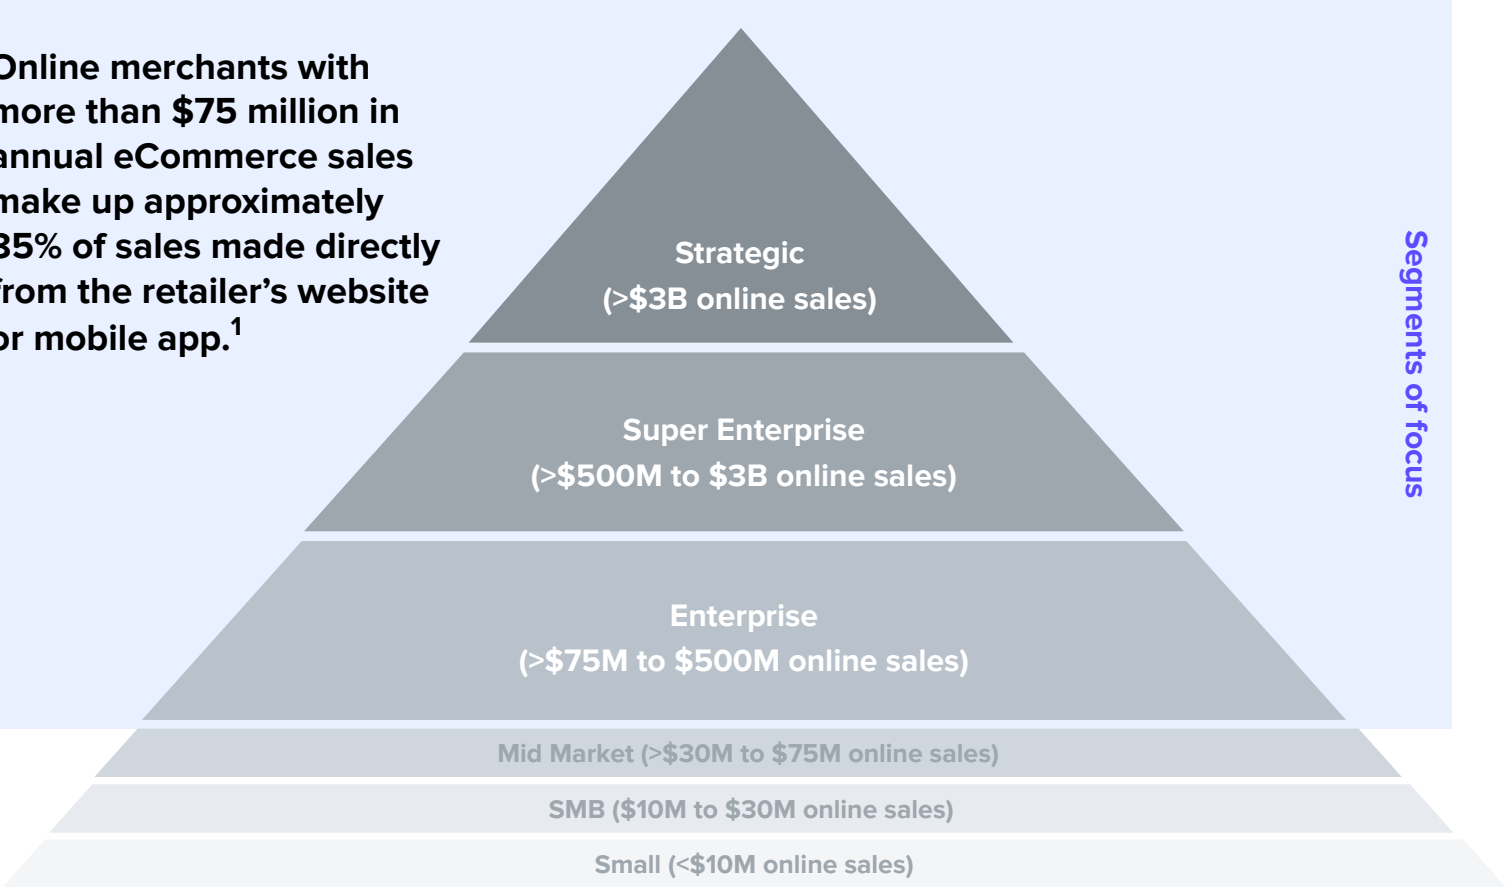 Online merchants with
more than $75 million in
annual eCommerce sales
make up approximately
of sales made directly
from the retailer’s website
or mobile app.1
Strategic
(>$3B online sales)
Super Enterprise
(>$500M to $3B online sales)
Enterprise
(>$75M to $500M online sales)
Mid Market (>$30M to $75M online sales)
SMB ($10M to $30M online sales)
Small (<$10M online sales)
Segments of focus